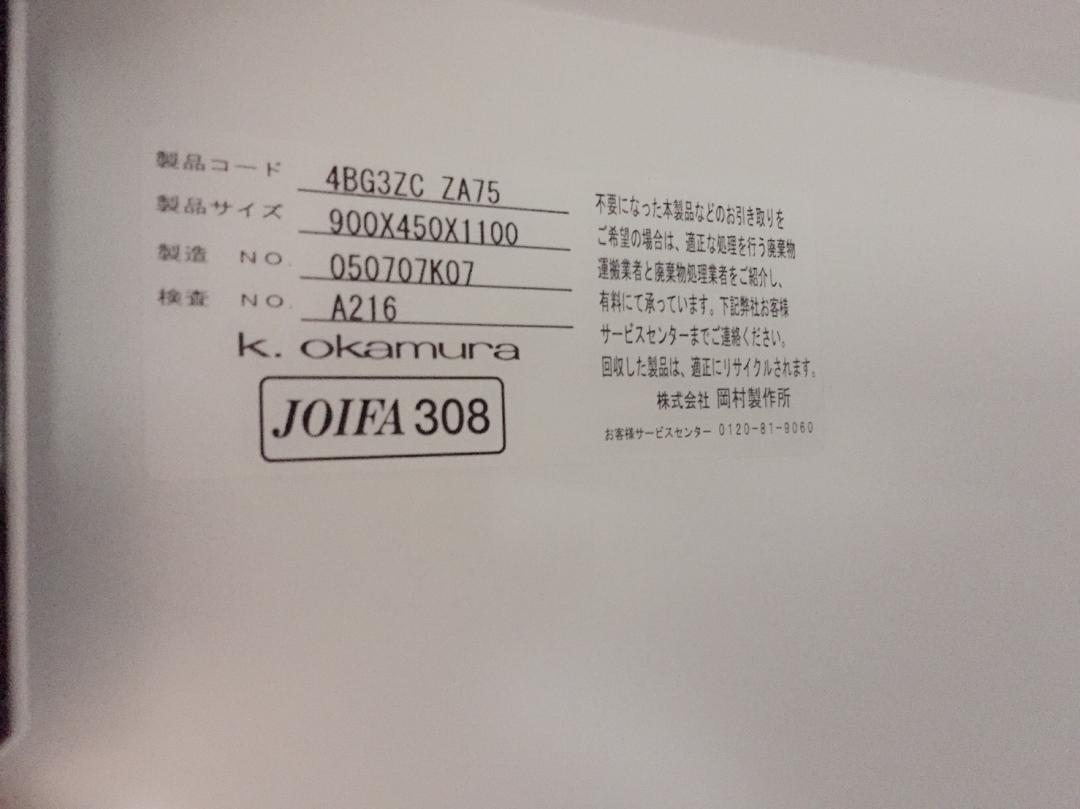 製品コード 4BG3ZC ZA75
製品サイズ 900X450X1100
製造 NO. 050707K07
検査 NO. A216
k. okamura
JOIFA 308
不要になった本製品などのお引き取りを
ご希望の場合は、適正な処理を行う廃棄物
運搬業者と廃棄物処理業者をご紹介し、
有料にて承っています。下記弊社お客様
サービスセンターまでご連絡ください。
回収した製品は、適正にリサイクルされます。
株式会社 岡村製作所
お客様サービスセンター 0120-81-9060